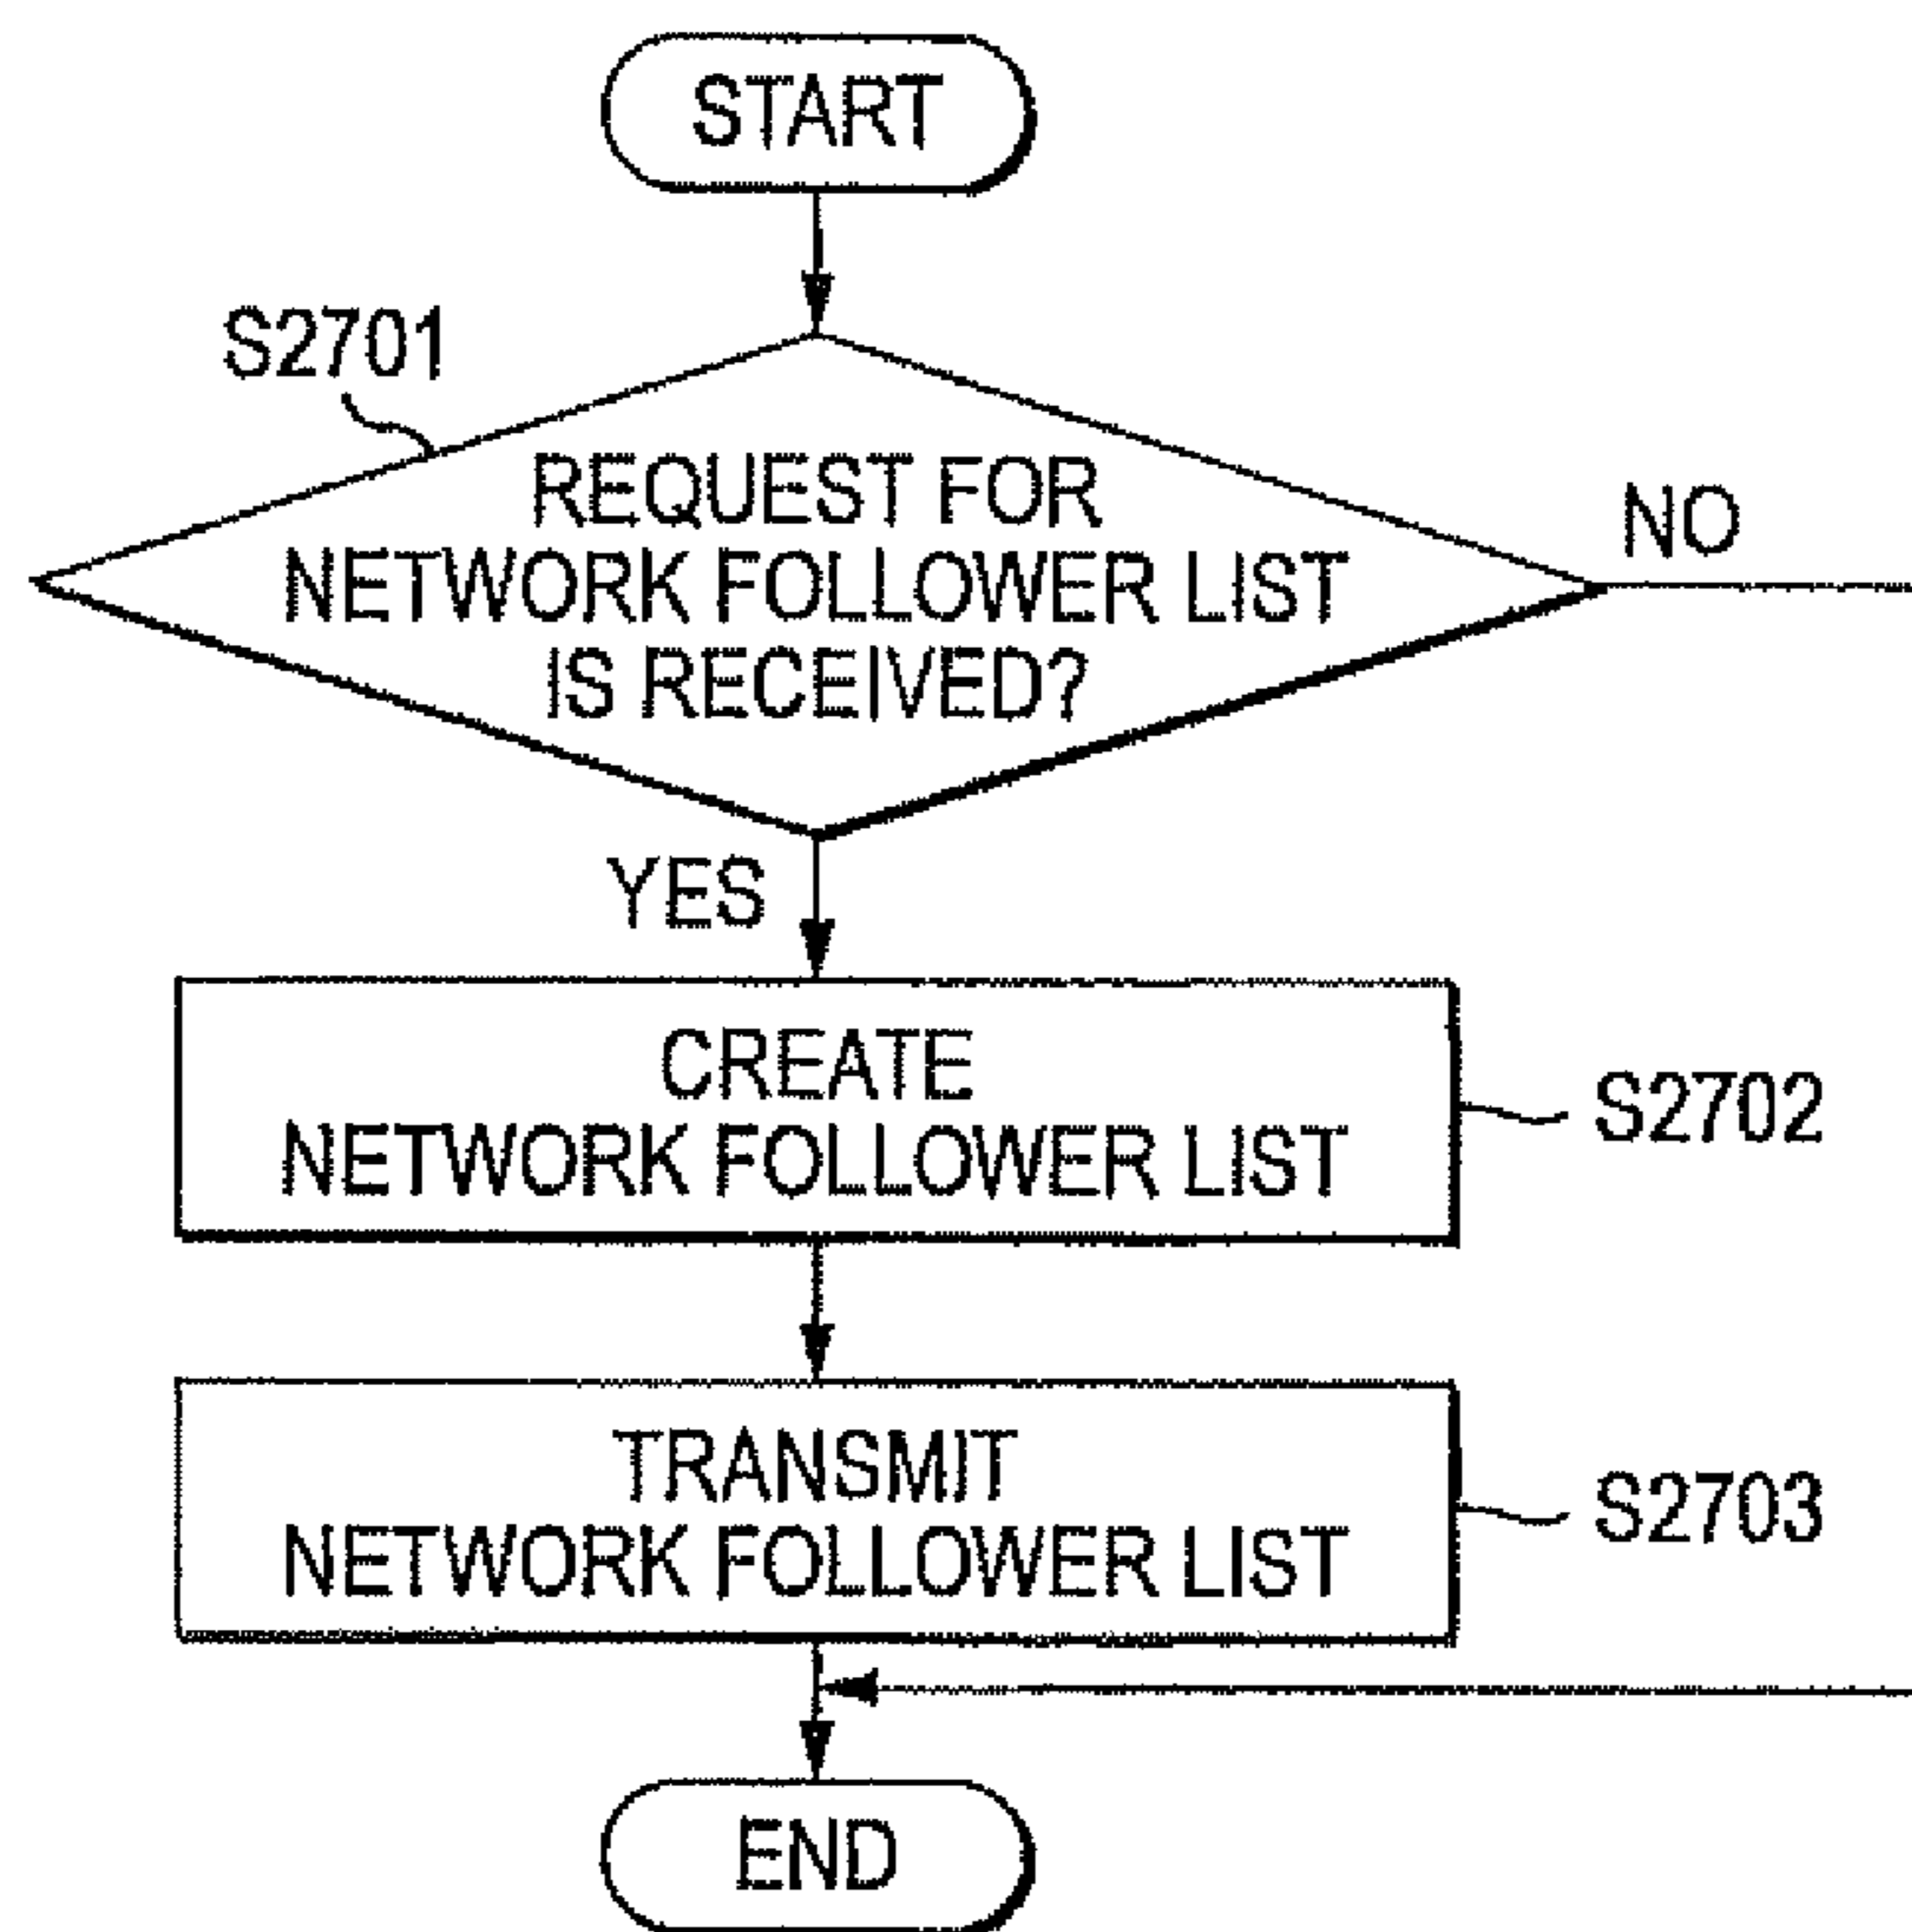 START
S2701
REQUEST FOR
NETWORK FOLLOWER LIST
IS RECEIVED?
NO
YES
CREATE
NETWORK FOLLOWER LIST
S2702
TRANSMIT
NETWORK FOLLOWER LIST
S2703
END